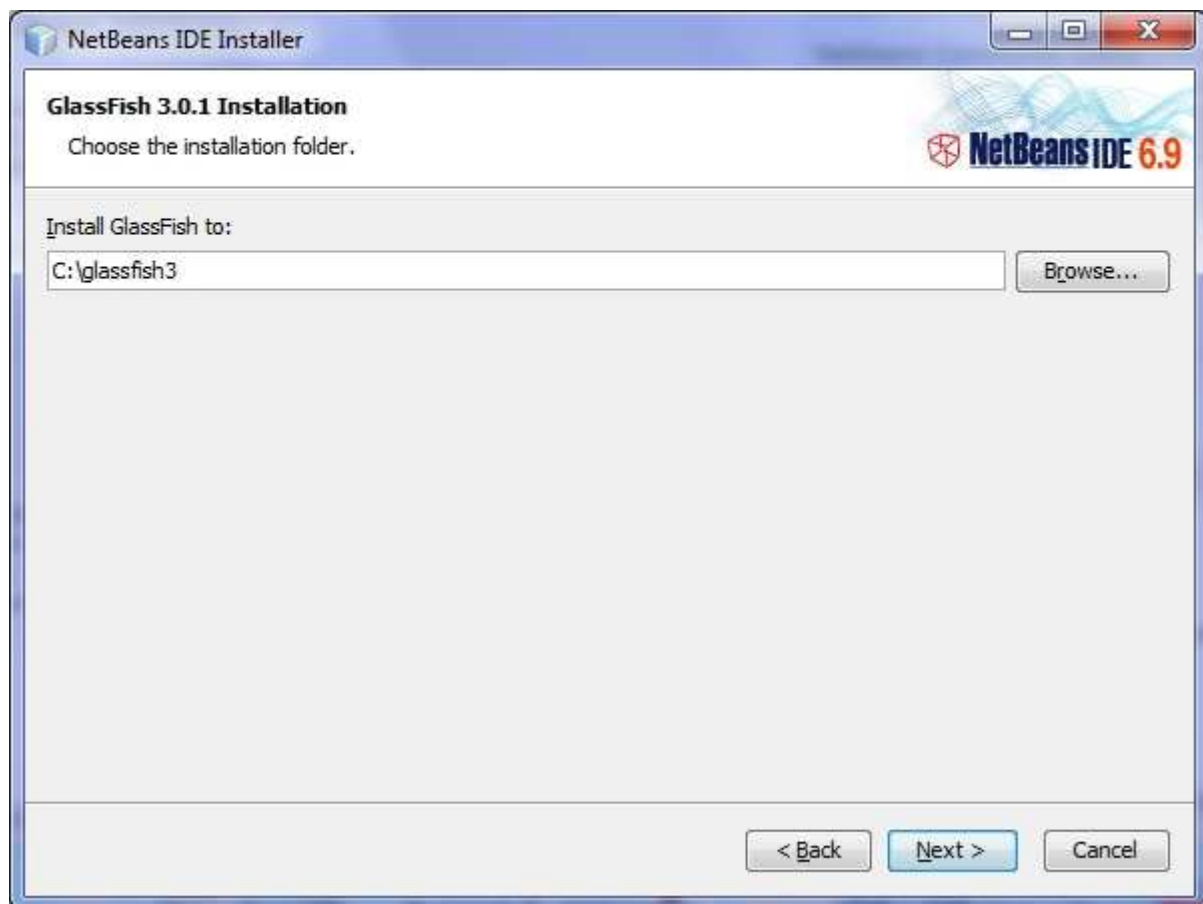 NetBeans IDE Installer
GlassFish 3.0.1 Installation
Choose the installation folder.
NetBeans IDE 6.9
Install GlassFish to:
C:\glassfish3
Browse...
< Back
Next >
Cancel